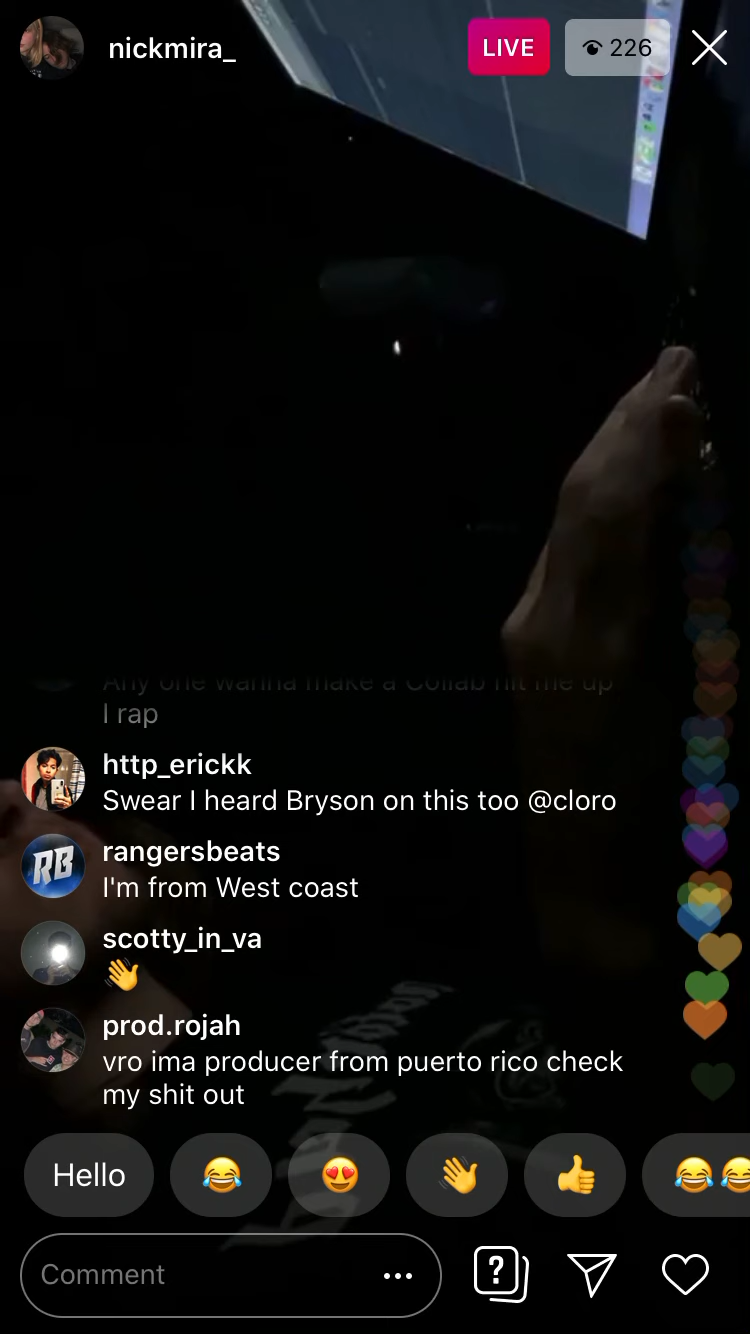 nickmira_
LIVE
226
Any one wanna make a Collab hit me up
I rap
http_erickk
Swear I heard Bryson on this too @cloro
rangersbeats
I'm from West coast
scotty_in_va
👋
prod.rojah
vro ima producer from puerto rico check
my shit out
Hello
😂
😍
👋
👍
😂😂
Comment
?